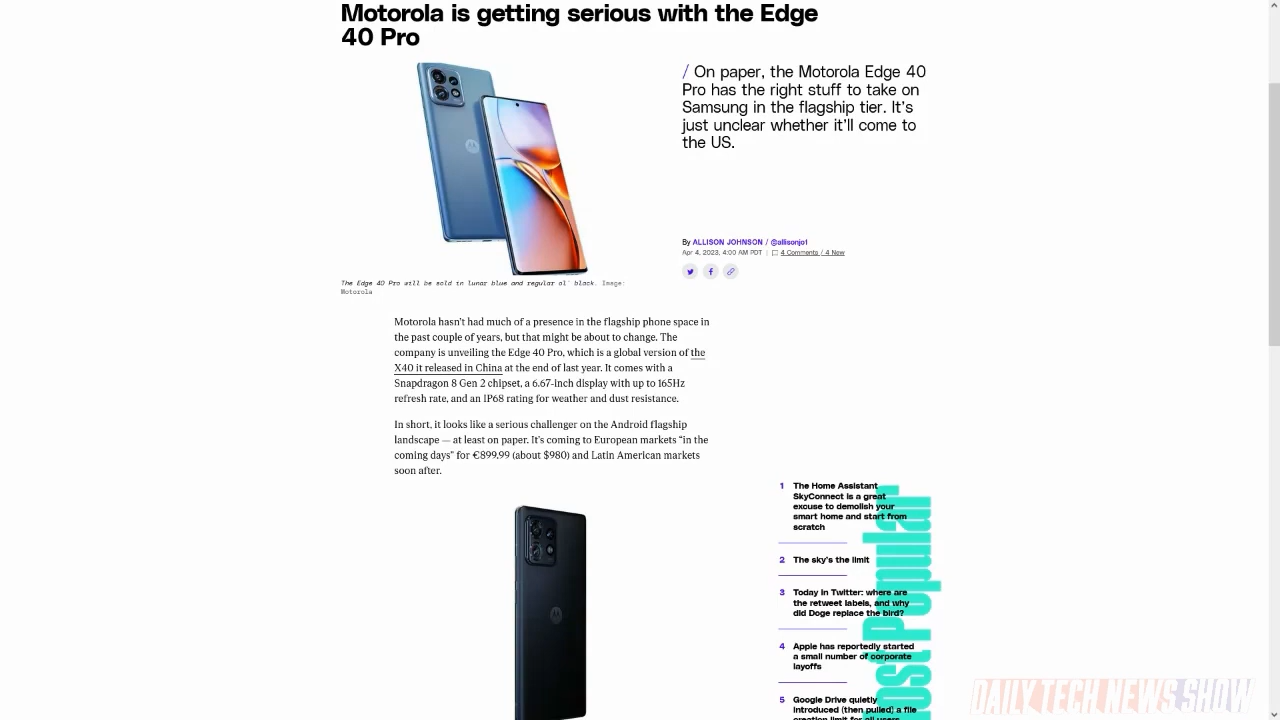 Motorola is getting serious with the Edge
40 Pro
/ On paper, the Motorola Edge 40
Pro has the right stuff to take on
Samsung in the flagship tier. It's
just unclear whether it'll come to
the US.
By ALLISON JOHNSON / @allisonjo1
Apr 4, 2023, 4:00 AM PDT | 4 Comments / 4 New
The Edge 40 Pro will be sold in lunar blue and regular ol' black. Image:
Motorola
Motorola hasn't had much of a presence in the flagship phone space in
the past couple of years, but that might be about to change. The
company is unveiling the Edge 40 Pro, which is a global version of the
X40 it released in China at the end of last year. It comes with a
Snapdragon 8 Gen 2 chipset, a 6.67-inch display with up to 165Hz
refresh rate, and an IP68 rating for weather and dust resistance.
In short, it looks like a serious challenger on the Android flagship
landscape — at least on paper. It's coming to European markets "in the
coming days" for €899.99 (about $980) and Latin American markets
soon after.
1 The Home Assistant
SkyConnect is a great
excuse to demolish your
smart home and start from
scratch
2 The sky's the limit
3 Today in Twitter: where are
the retweet labels, and why
did Doge replace the bird?
4 Apple has reportedly started
a small number of corporate
layoffs
5 Google Drive quietly
introduced (then pulled) a file
creation limit for all users
Most Popular
DAILY TECH NEWS SHOW